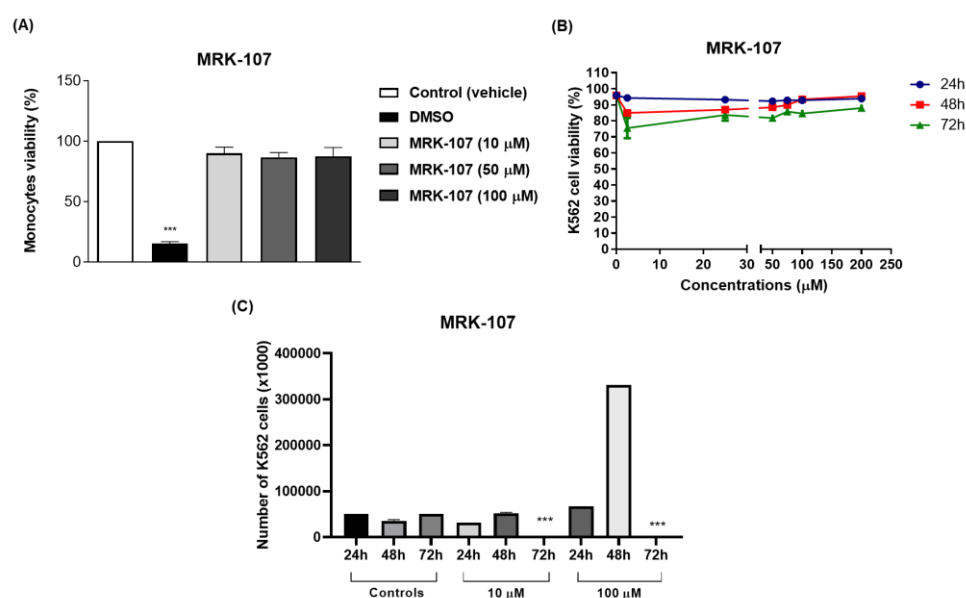 (A)
MRK-107
Monocytes viability (%)
150
100
50
0
***
Control (vehicle)
DMSO
MRK-107 (10 μM)
MRK-107 (50 μM)
MRK-107 (100 μM)
(B)
MRK-107
K562 cell viability (%)
110
100
90
80
70
60
50
40
30
20
10
0
0 10 20 30 50 100 150 200 250
Concentrations (μM)
24h
48h
72h
(C)
MRK-107
Number of K562 cells (x1000)
400000
300000
200000
100000
0
*** ***
24h 48h 72h 24h 48h 72h 24h 48h 72h
Controls 10 μM 100 μM